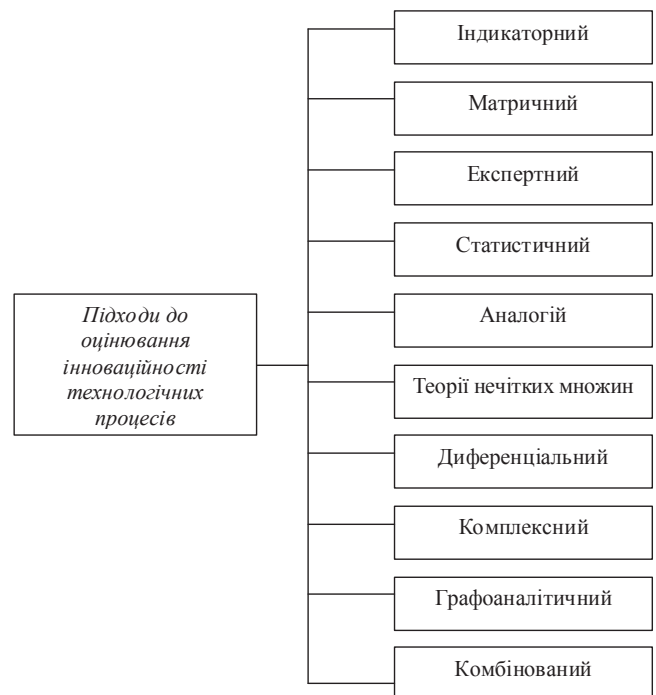 Підходи до
оцінювання
інноваційності
технологічних
процесів
Індикаторний
Матричний
Експертний
Статистичний
Аналогій
Теорії нечітких множин
Диференціальний
Комплексний
Графоаналітичний
Комбінований